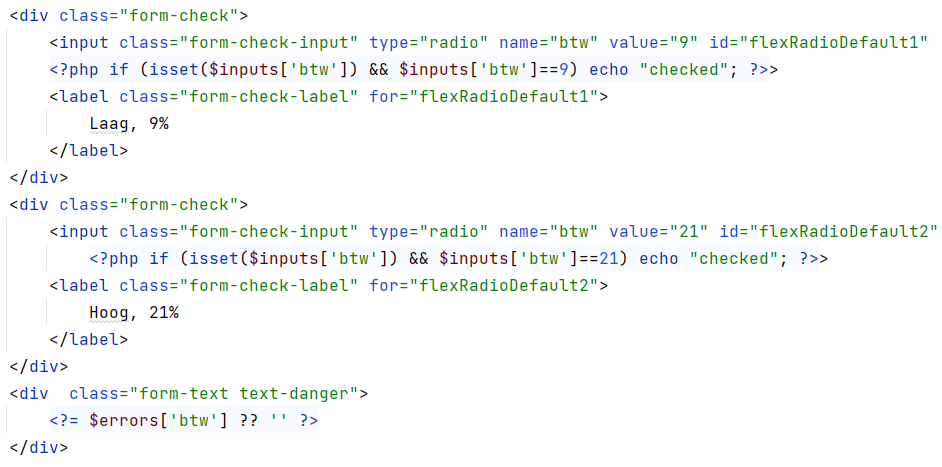 <div class="form-check">
    <input class="form-check-input" type="radio" name="btw" value="9" id="flexRadioDefault1"
    <?php if (isset($inputs['btw']) && $inputs['btw']==9) echo "checked"; ?>>
    <label class="form-check-label" for="flexRadioDefault1">
        Laag, 9%
    </label>
</div>
<div class="form-check">
    <input class="form-check-input" type="radio" name="btw" value="21" id="flexRadioDefault2"
        <?php if (isset($inputs['btw']) && $inputs['btw']==21) echo "checked"; ?>>
    <label class="form-check-label" for="flexRadioDefault2">
        Hoog, 21%
    </label>
</div>
<div  class="form-text text-danger">
    <?= $errors['btw'] ?? '' ?>
</div>